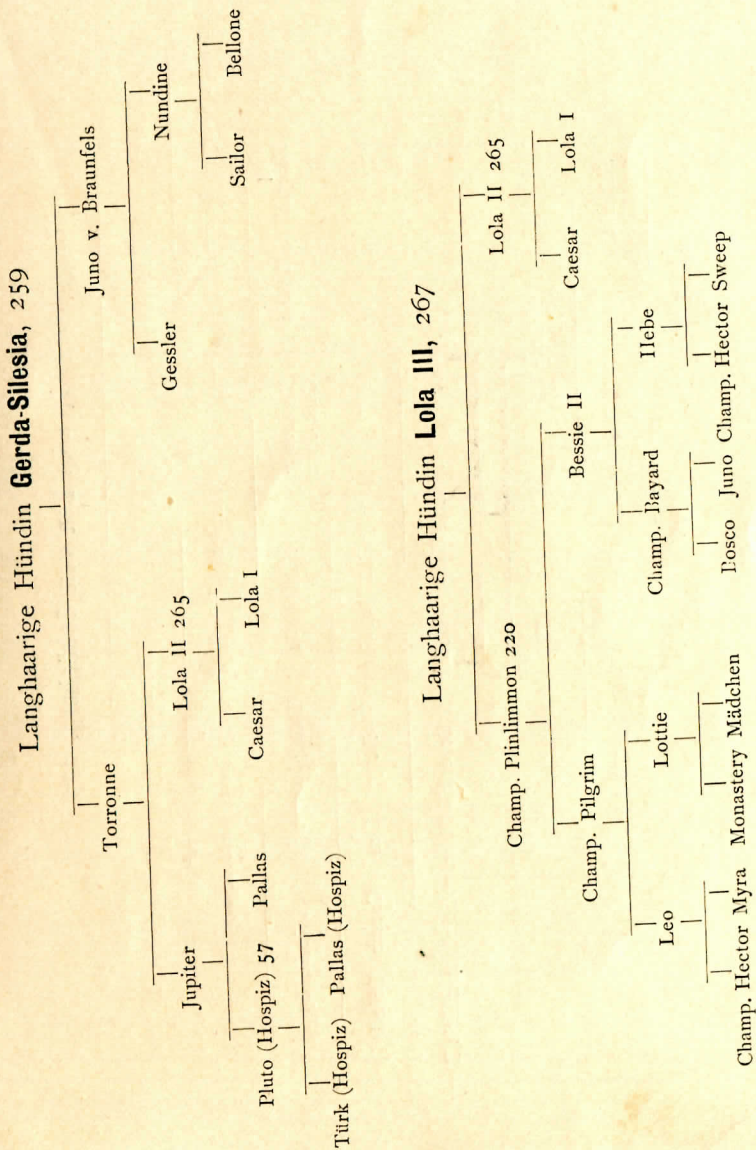 Langhaarige Hündin Gerda-Silesia, 259
Torronne Juno v. Braunfels
Jupiter Lola II 265 Gessler Nundine
Pluto (Hospiz) 57 Pallas Caesar Lola I Sailor Bellone
Türk (Hospiz) Pallas (Hospiz)
Langhaarige Hündin Lola III, 267
Champ. Plinlimmon 220 Lola II 265
Champ. Pilgrim Bessie II Caesar Lola I
Leo Lottie Champ. Bayard Hebe
Champ. Hector Myra Monastery Mädchen Bosco Juno Champ. Hector Sweep